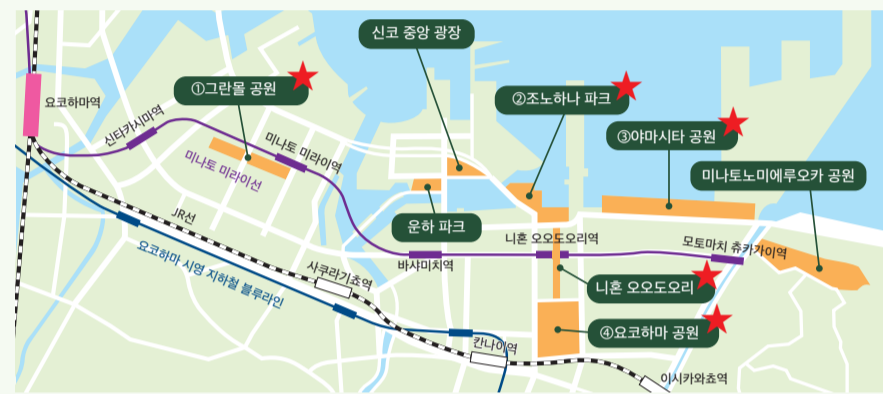 신코 중앙 광장
①그란몰 공원
②조노하나 파크
요코하마역
신타카시마역
미나토 미라이역
③야마시타 공원
미나토 미라이선
미나토노미에루오카 공원
JR선
운하 파크
니혼 오오도오리역
모토마치 츄카가이역
요코하마 시영 지하철 블루라인
사쿠라기쵸역
바샤미치역
니혼 오오도오리
④요코하마 공원
칸나이역
이시카와쵸역